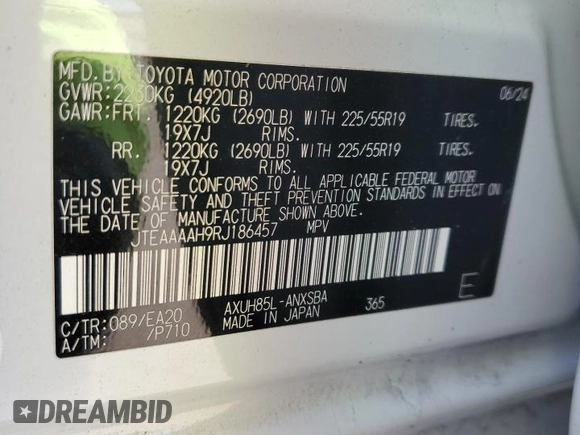 MFD.BY:TOYOTA MOTOR CORPORATION 06/24
GVWR:2230KG (4920LB)
GAWR:FRT. 1220KG (2690LB) WITH 225/55R19 TIRES,
19X7J RIMS.
RR. 1220KG (2690LB) WITH 225/55R19 TIRES,
19X7J RIMS.
THIS VEHICLE CONFORMS TO ALL APPLICABLE FEDERAL MOTOR
VEHICLE SAFETY AND THEFT PREVENTION STANDARDS IN EFFECT ON
THE DATE OF MANUFACTURE SHOWN ABOVE.
JTEAAAAH9RJ186457 MPV
C/TR:089/EA20 AXUH85L-ANXSBA 365 E
A/TM: /P710 MADE IN JAPAN
DREAMBID